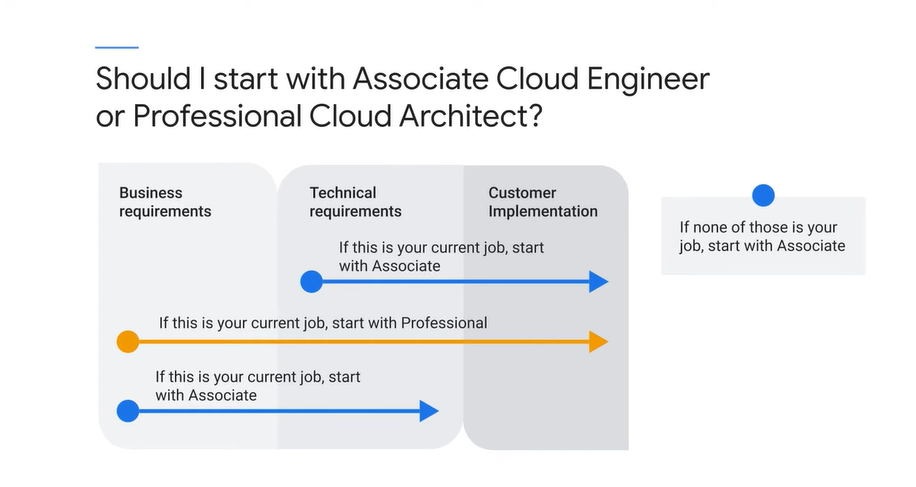 Should I start with Associate Cloud Engineer
or Professional Cloud Architect?
Business
requirements
Technical
requirements
Customer
Implementation
If this is your current job, start
with Associate
If this is your current job, start with Professional
If this is your current job, start
with Associate
If none of those is your
job, start with Associate